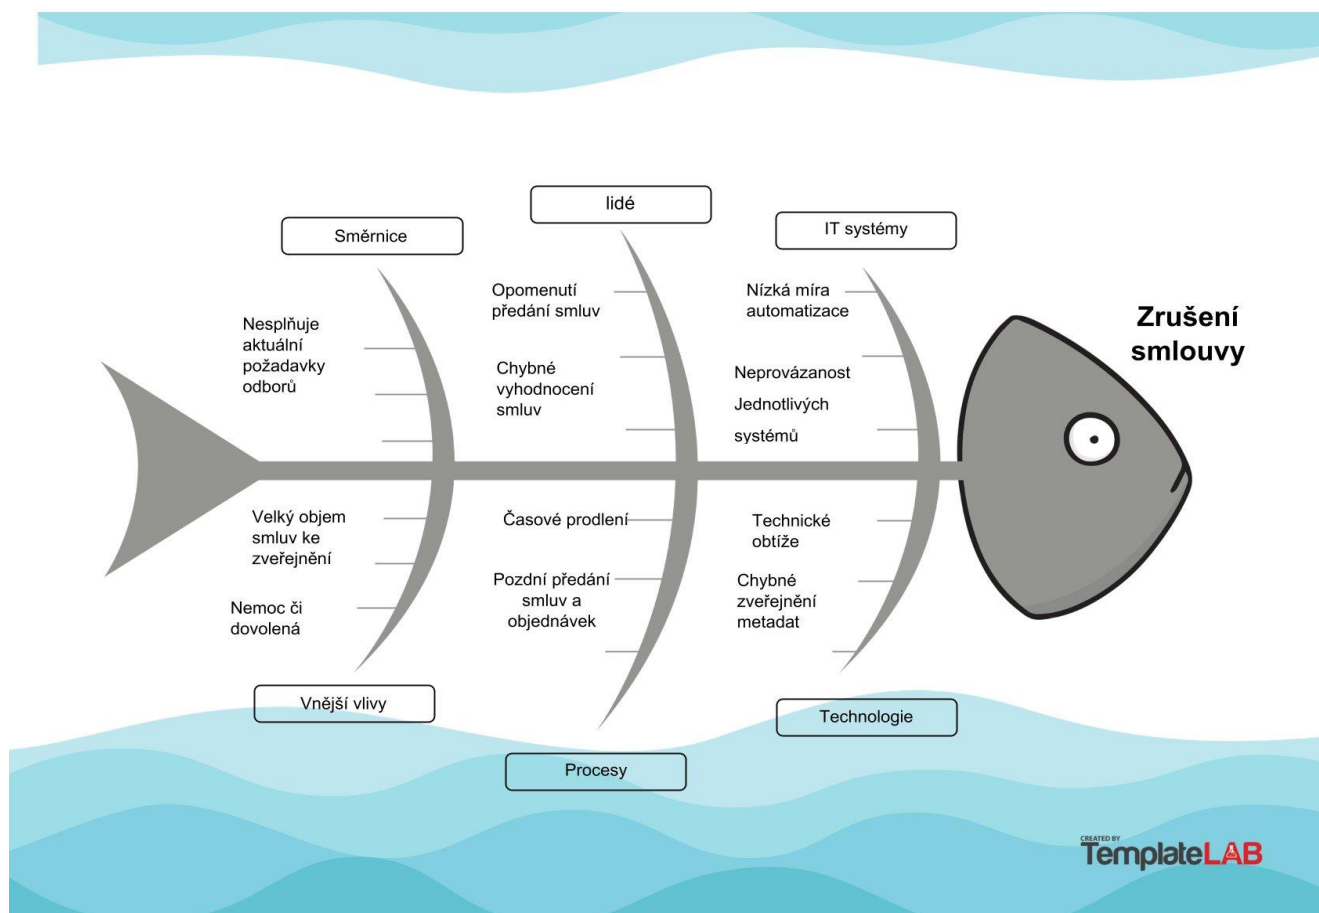 lidé
Směrnice
IT systémy
Opomenutí
předání smluv
Nízká míra
automatizace
Zrušení
smlouvy
Nesplňuje
aktuální
požadavky
odborů
Chybné
vyhodnocení
smluv
Neprovázanost
Jednotlivých
systémů
Velký objem
smluv ke
zveřejnění
Časové prodlení
Technické
obtíže
Nemoc či
dovolená
Pozdní předání
smluv a
objednávek
Chybné
zveřejnění
metadat
Vnější vlivy
Technologie
Procesy
CREATED BY
TemplateLAB